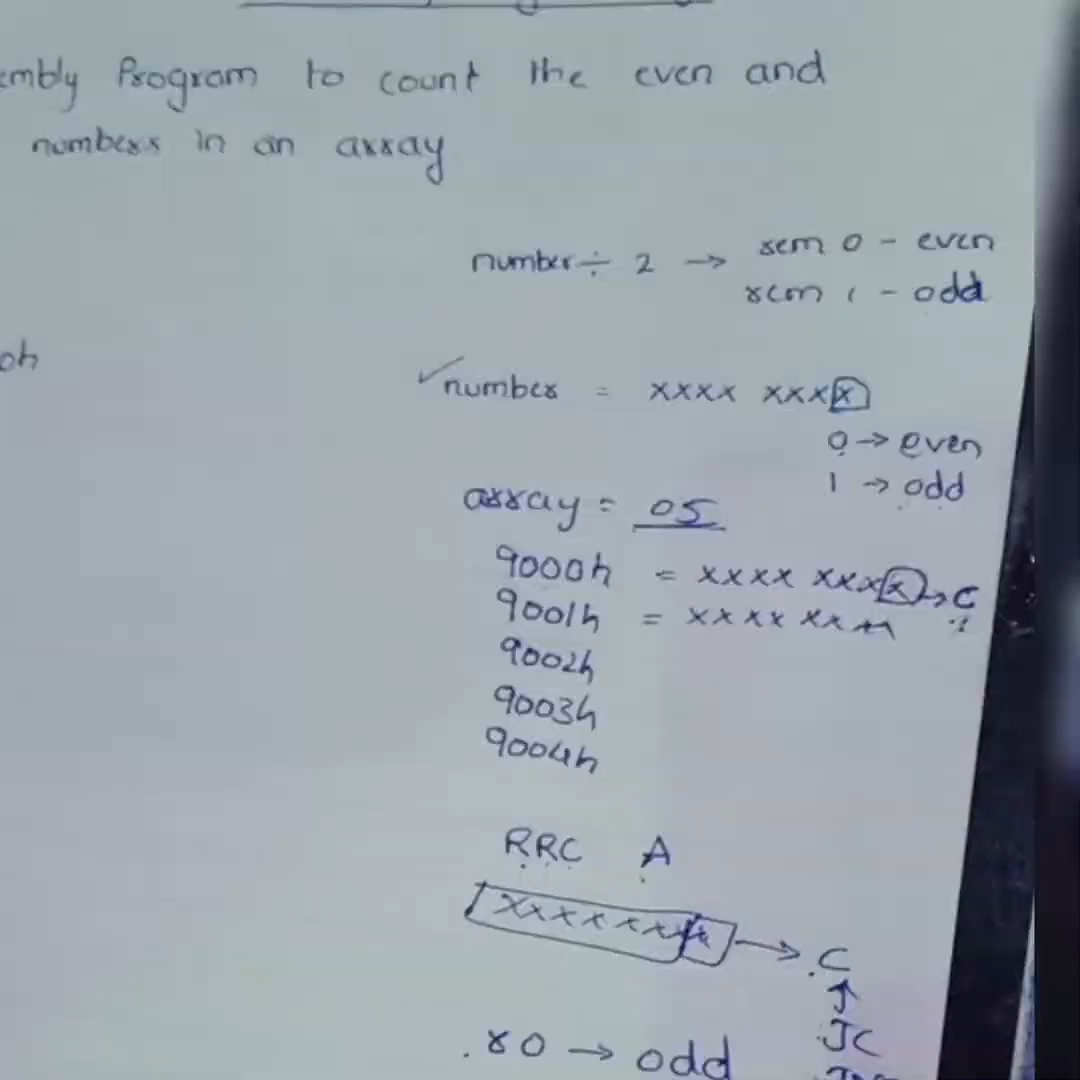 embly Program to count the even and
numbers in an array
number ÷ 2 → rem 0 - even
rem 1 - odd
oh
✓number = xxxx xxxx
0 → even
1 → odd
array = 05
9000h = xxxx xxxx → C
9001h = xxxx xx
9002h
9003h
9004h
RRC A
xxxxxxxx → C
↑
r0 → odd JC